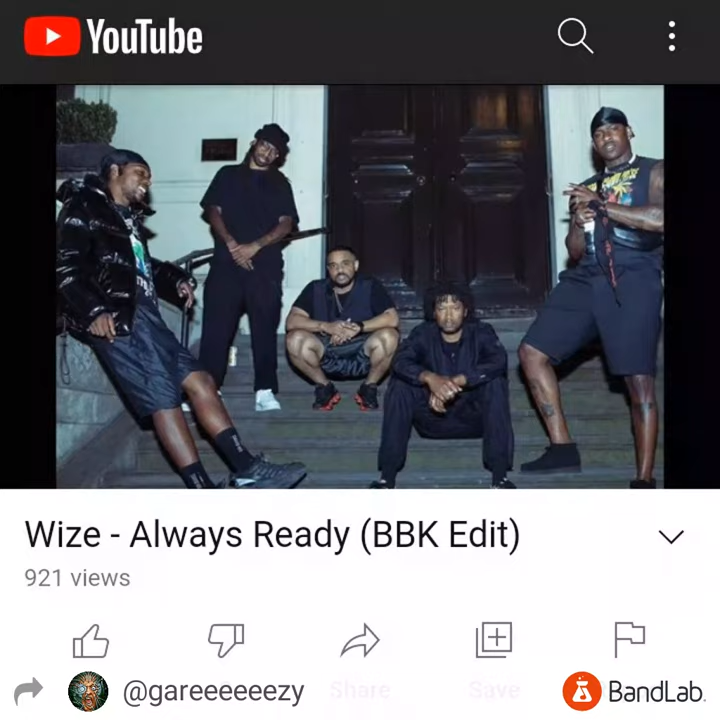 YouTube
Wize - Always Ready (BBK Edit)
921 views
@gareeeeeezy
Share
Save
BandLab.